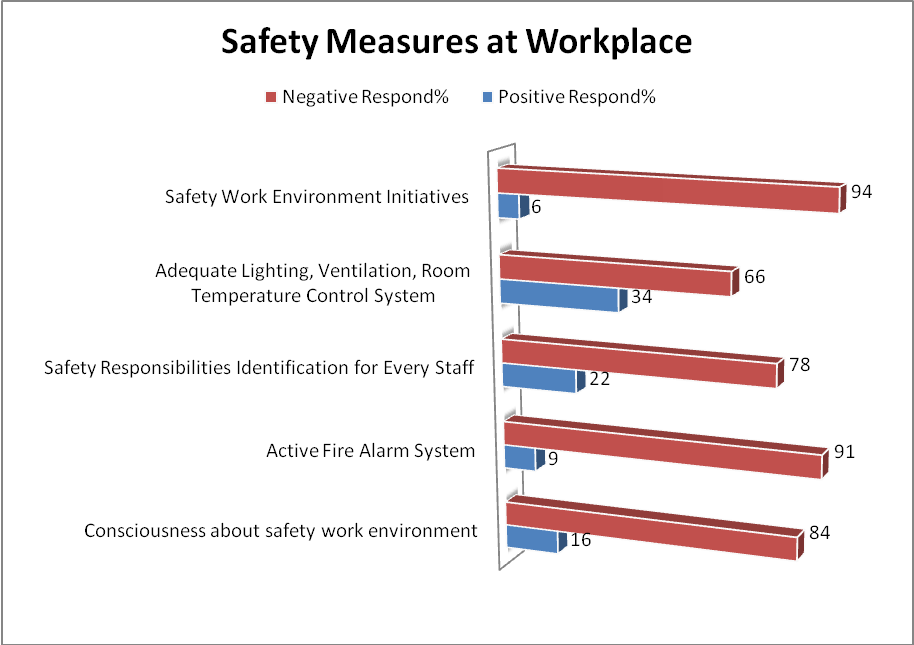 Safety Measures at Workplace
Negative Respond% Positive Respond%
Safety Work Environment Initiatives
94
6
Adequate Lighting, Ventilation, Room
Temperature Control System
66
34
Safety Responsibilities Identification for Every Staff
78
22
Active Fire Alarm System
91
9
Consciousness about safety work environment
84
16